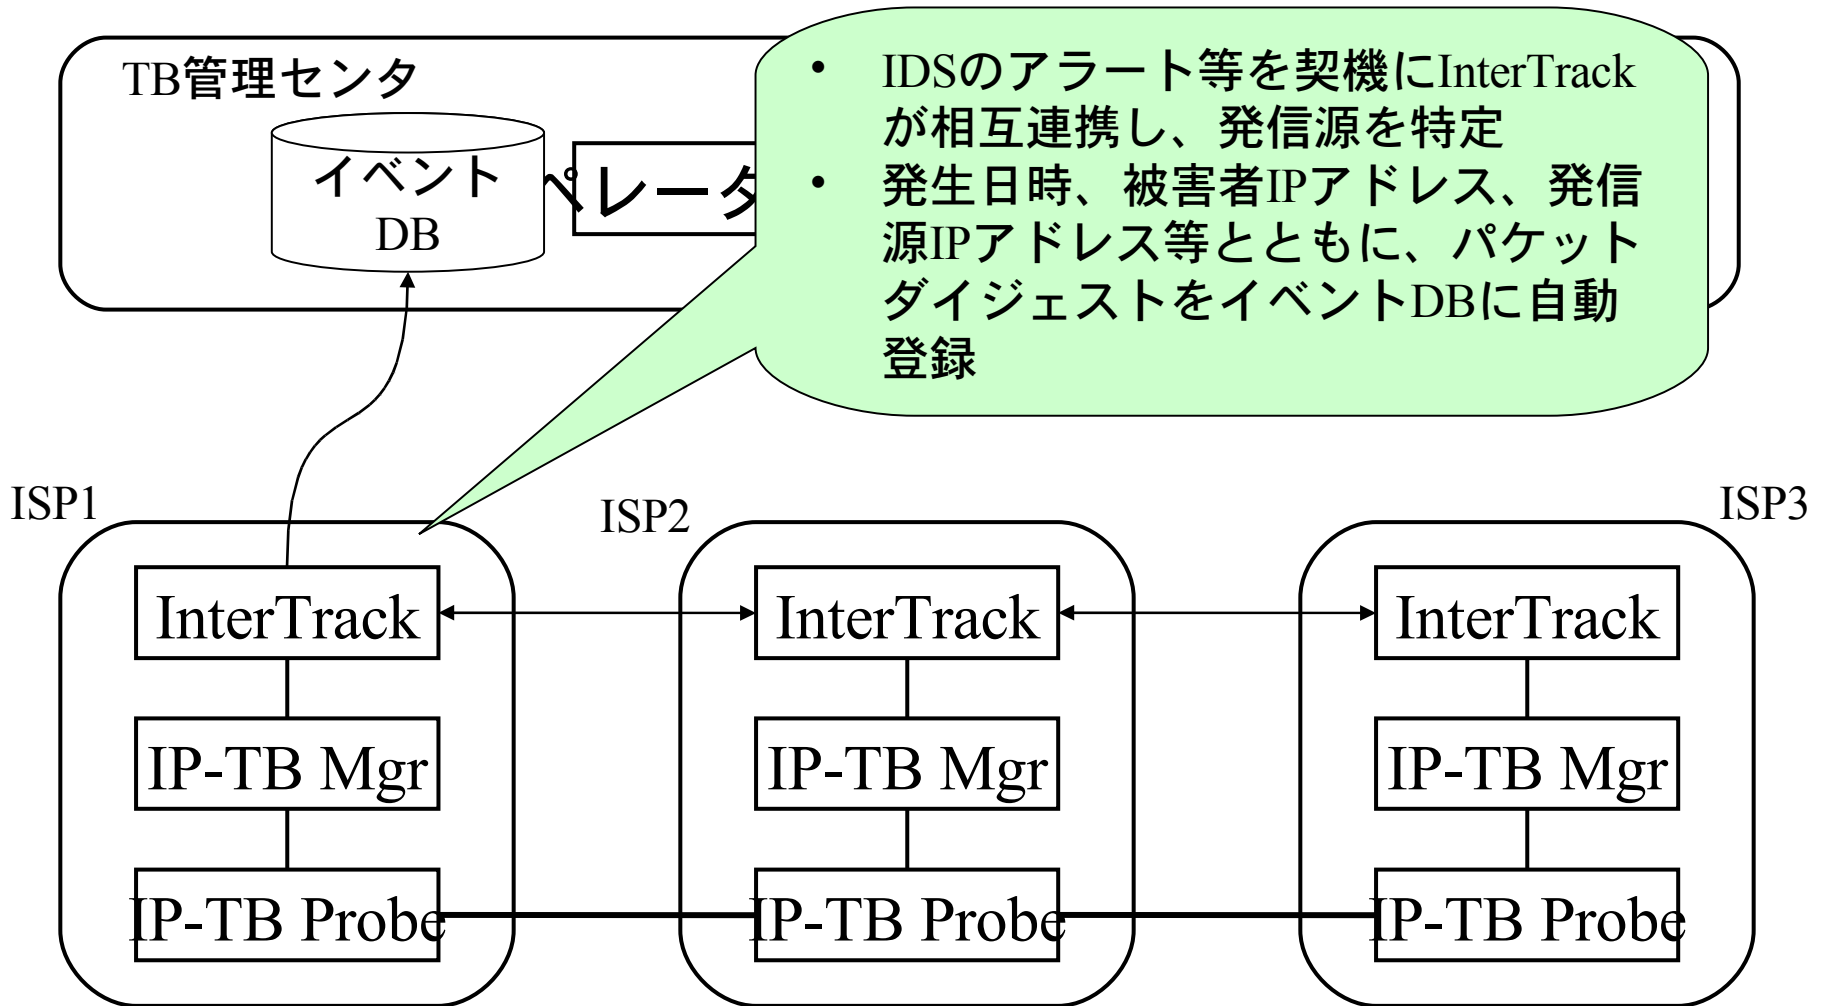 TB管理センタ
イベント
DB
ペレータ
• IDSのアラート等を契機にInterTrack
が相互連携し、発信源を特定
• 発生日時、被害者IPアドレス、発信
源IPアドレス等とともに、パケット
ダイジェストをイベントDBに自動
登録
ISP1
ISP2
ISP3
InterTrack
InterTrack
InterTrack
IP-TB Mgr
IP-TB Mgr
IP-TB Mgr
IP-TB Probe
IP-TB Probe
IP-TB Probe